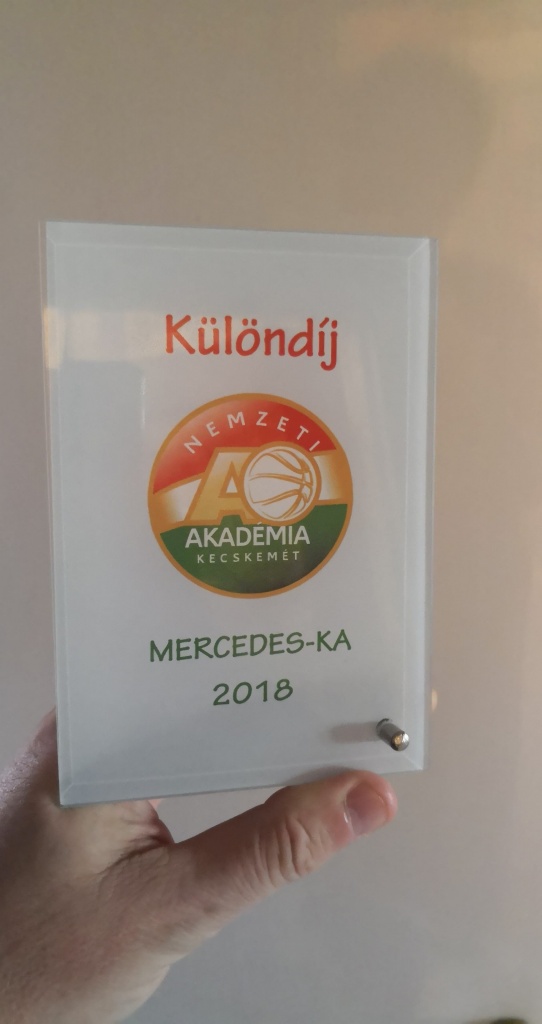 Különdíj
NEMZETI
AKADÉMIA
KECSKEMÉT
MERCEDES-KA
2018